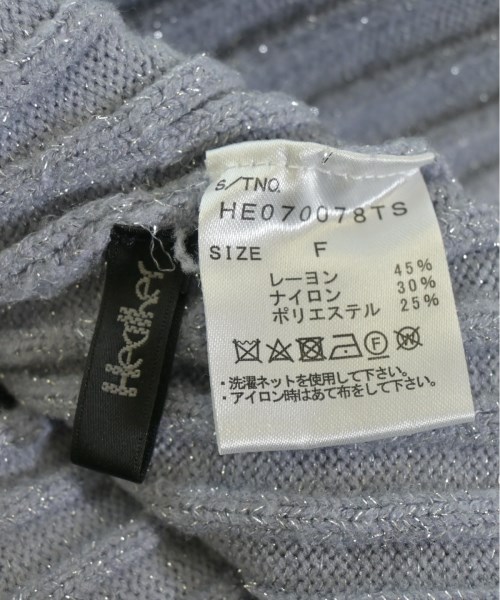 S/TNO.
HE070078TS
SIZE F
レーヨン 45%
ナイロン 30%
ポリエステル 25%
・洗濯ネットを使用して下さい。
・アイロン時はあて布をして下さい。